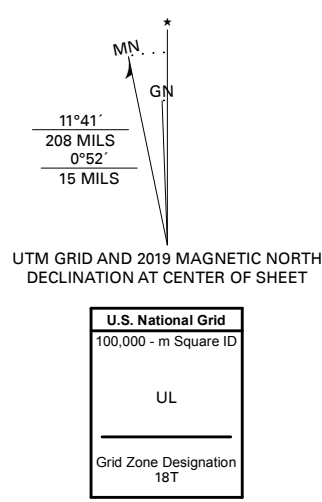 ★
MN
GN
11°41´
208 MILS
0°52´
15 MILS
UTM GRID AND 2019 MAGNETIC NORTH
DECLINATION AT CENTER OF SHEET
U.S. National Grid
100,000 - m Square ID
UL
Grid Zone Designation
18T